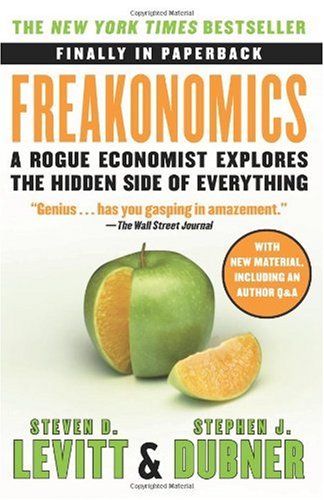 THE NEW YORK TIMES BESTSELLER
FINALLY IN PAPERBACK
FREAKONOMICS
A ROGUE ECONOMIST EXPLORES
THE HIDDEN SIDE OF EVERYTHING
“Genius . . . has you gasping in amazement.”
—The Wall Street Journal
WITH
NEW MATERIAL,
INCLUDING AN
AUTHOR Q&A
STEVEN D.
LEVITT
&
STEPHEN J.
DUBNER